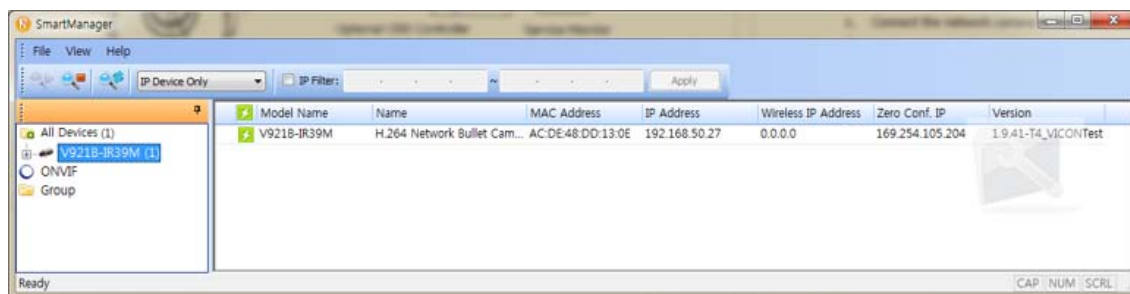 SmartManager
File View Help
IP Device Only IP Filter: . . . ~ . . . Apply
Model Name Name MAC Address IP Address Wireless IP Address Zero Conf. IP Version
V921B-IR39M H.264 Network Bullet Cam... AC:DE:48:DD:13:0E 192.168.50.27 0.0.0.0 169.254.105.204 1.9.41-T4_VICONTest
All Devices (1)
V921B-IR39M (1)
ONVIF
Group
Ready CAP NUM SCRL